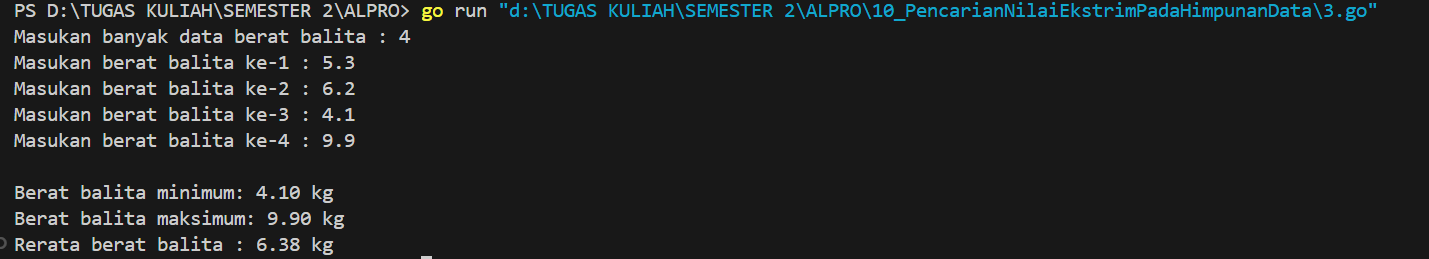 PS D:\TUGAS KULIAH\SEMESTER 2\ALPRO> go run "d:\TUGAS KULIAH\SEMESTER 2\ALPRO\10_PencarianNilaiEkstrimPadaHimpunanData\3.go"
Masukan banyak data berat balita : 4
Masukan berat balita ke-1 : 5.3
Masukan berat balita ke-2 : 6.2
Masukan berat balita ke-3 : 4.1
Masukan berat balita ke-4 : 9.9
Berat balita minimum: 4.10 kg
Berat balita maksimum: 9.90 kg
Rerata berat balita : 6.38 kg